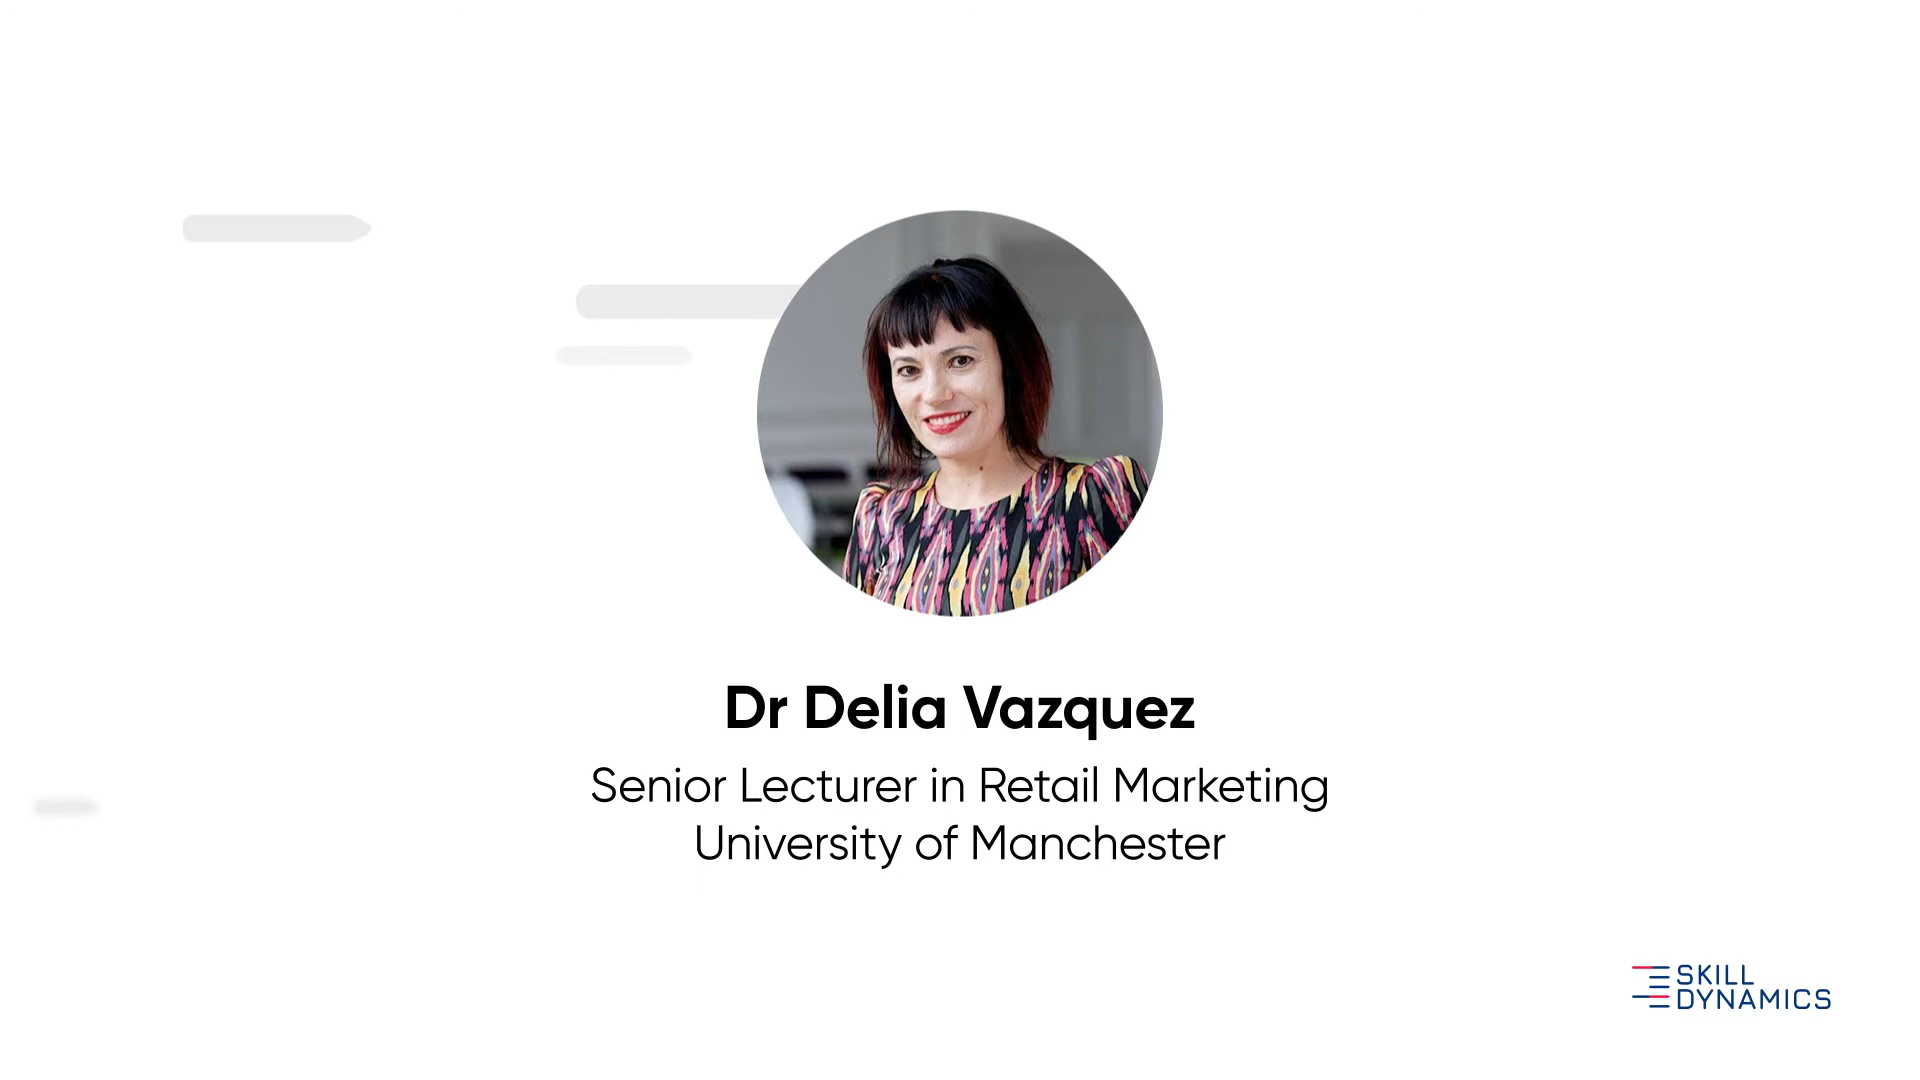 Dr Delia Vazquez
Senior Lecturer in Retail Marketing
University of Manchester
SKILL
DYNAMICS